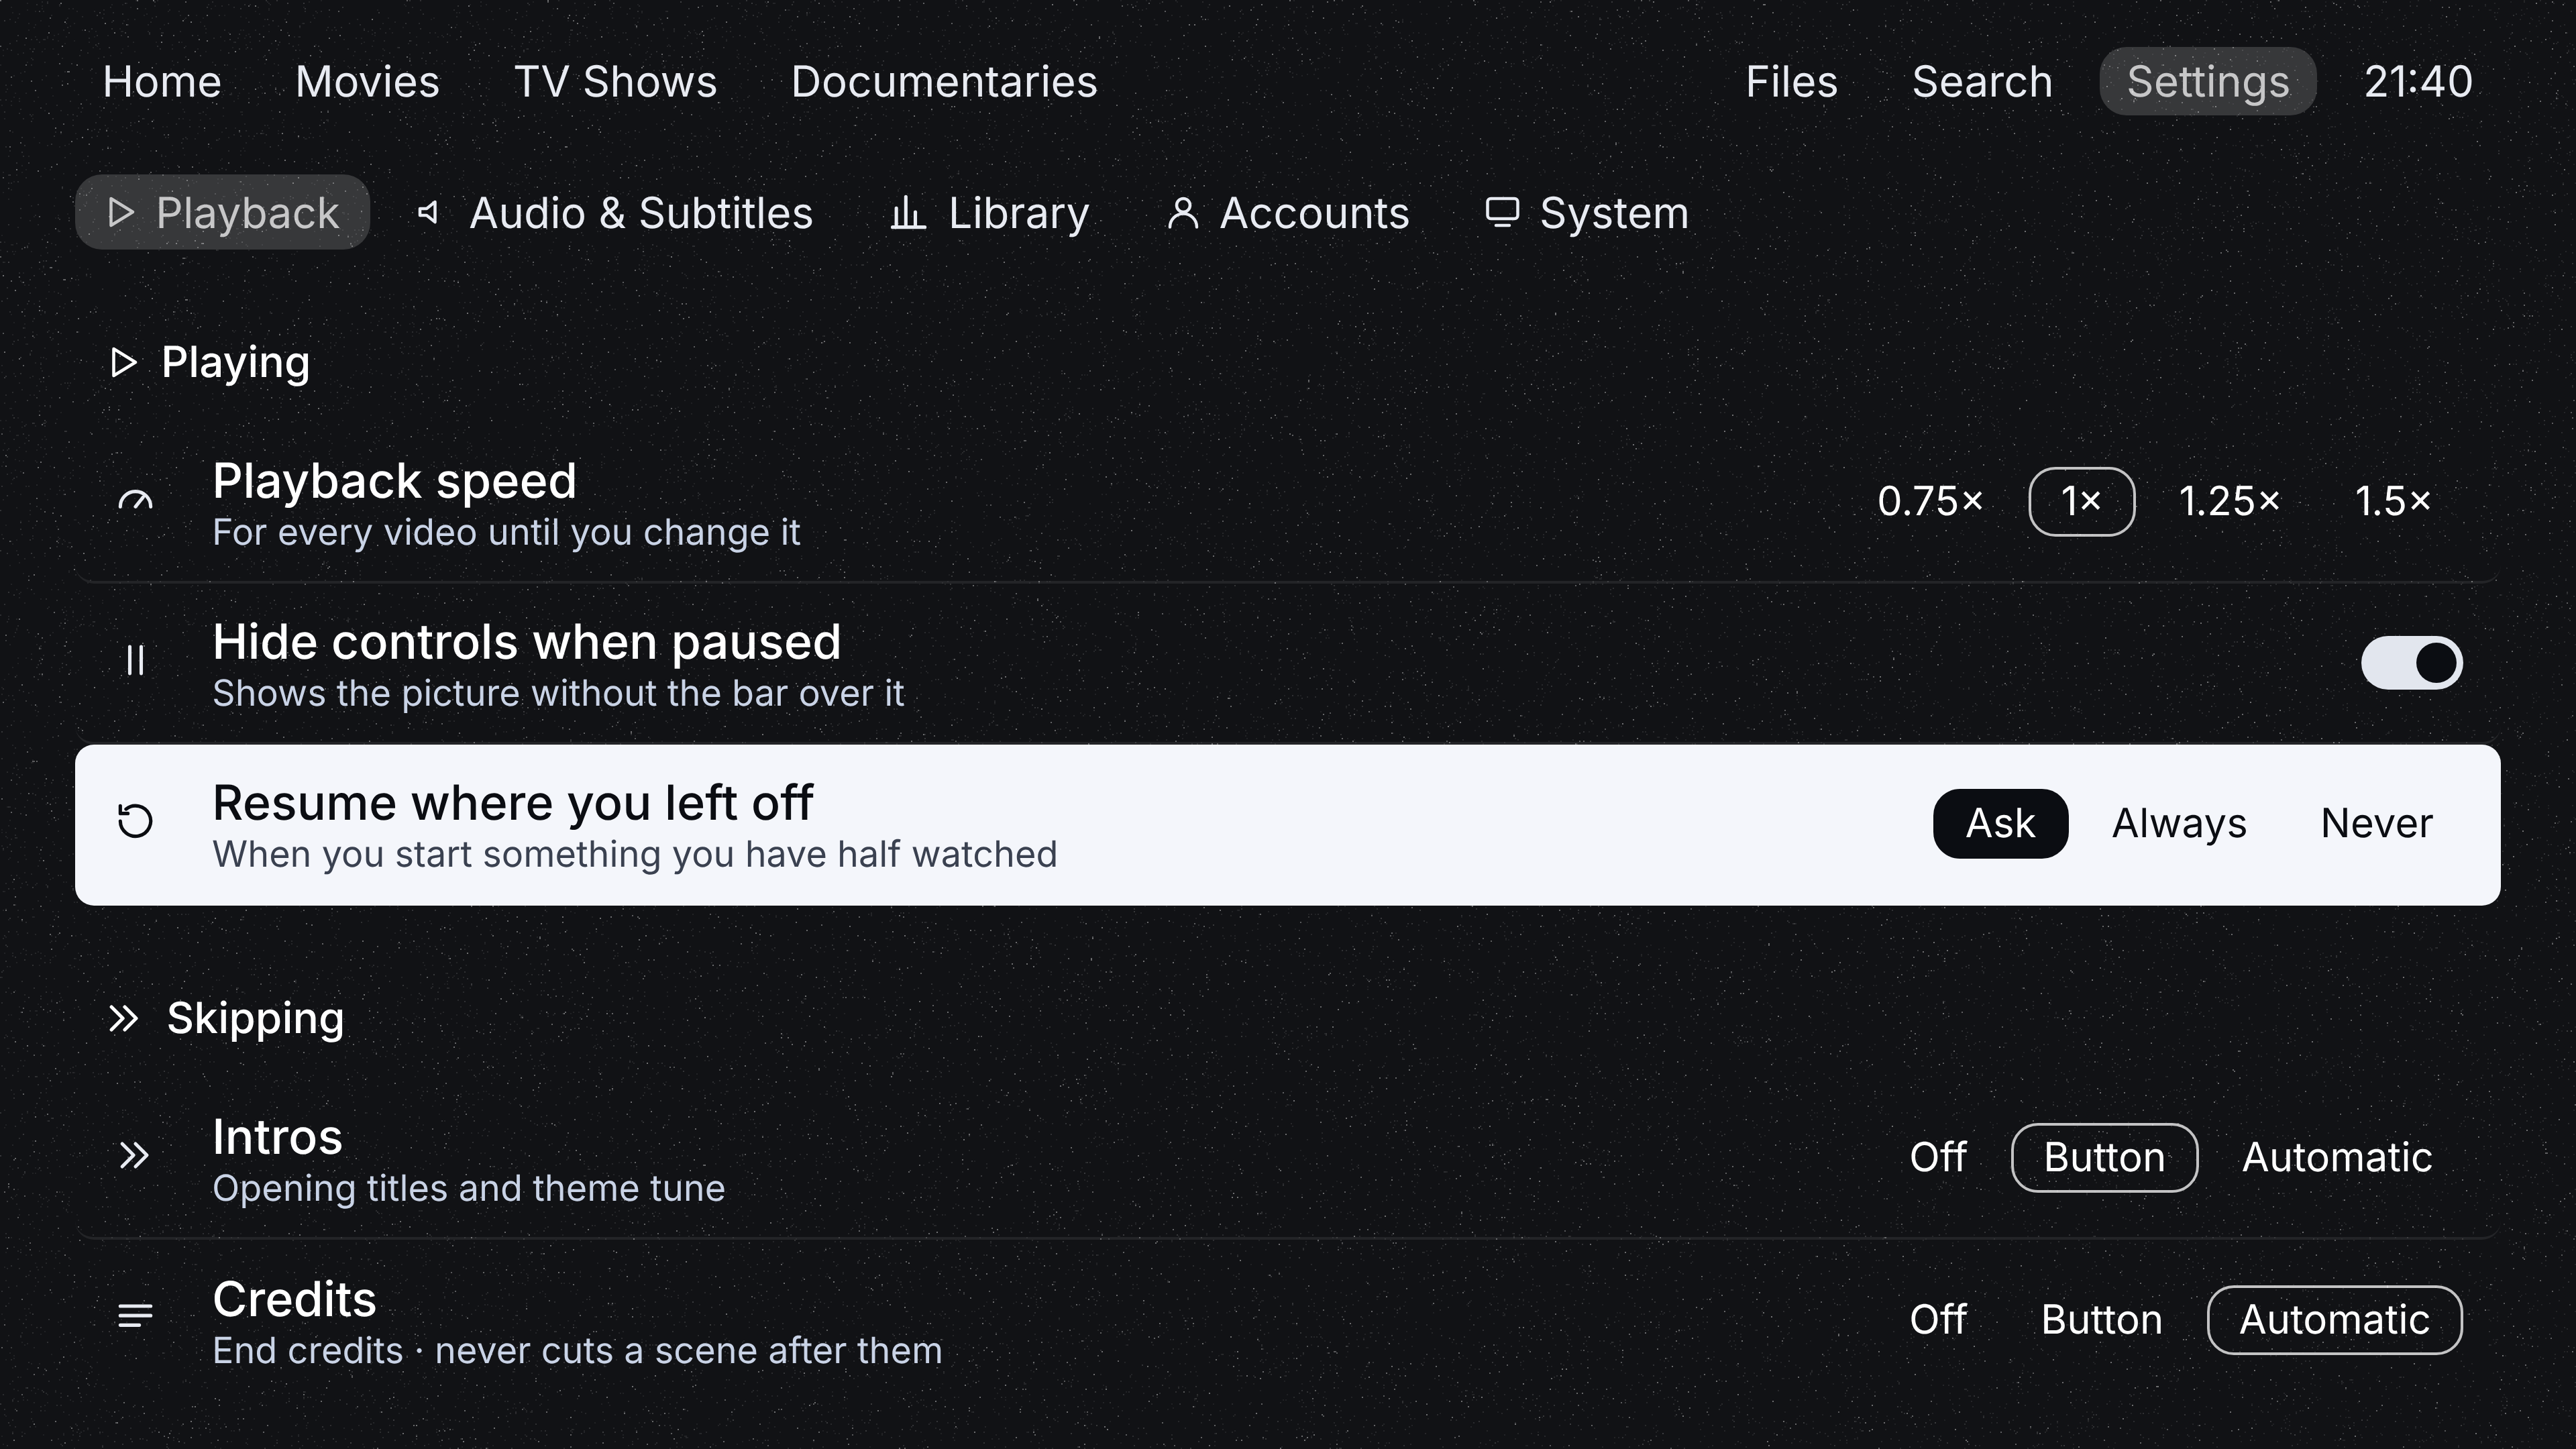 Home Movies TV Shows Documentaries Files Search Settings 21:40
Playback Audio & Subtitles Library Accounts System
Playing
Playback speed
For every video until you change it
0.75× 1× 1.25× 1.5×
Hide controls when paused
Shows the picture without the bar over it
Resume where you left off
When you start something you have half watched
Ask Always Never
Skipping
Intros
Opening titles and theme tune
Off Button Automatic
Credits
End credits · never cuts a scene after them
Off Button Automatic